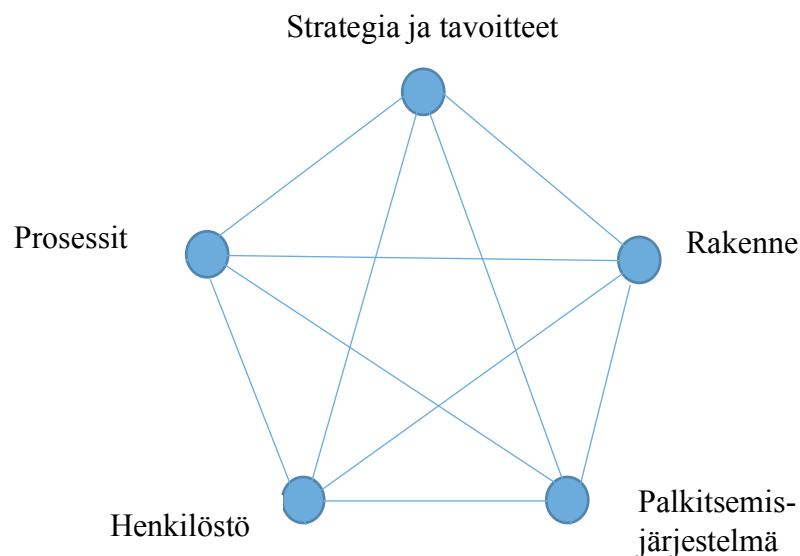 Strategia ja tavoitteet
Prosessit
Rakenne
Henkilöstö
Palkitsemis-
järjestelmä